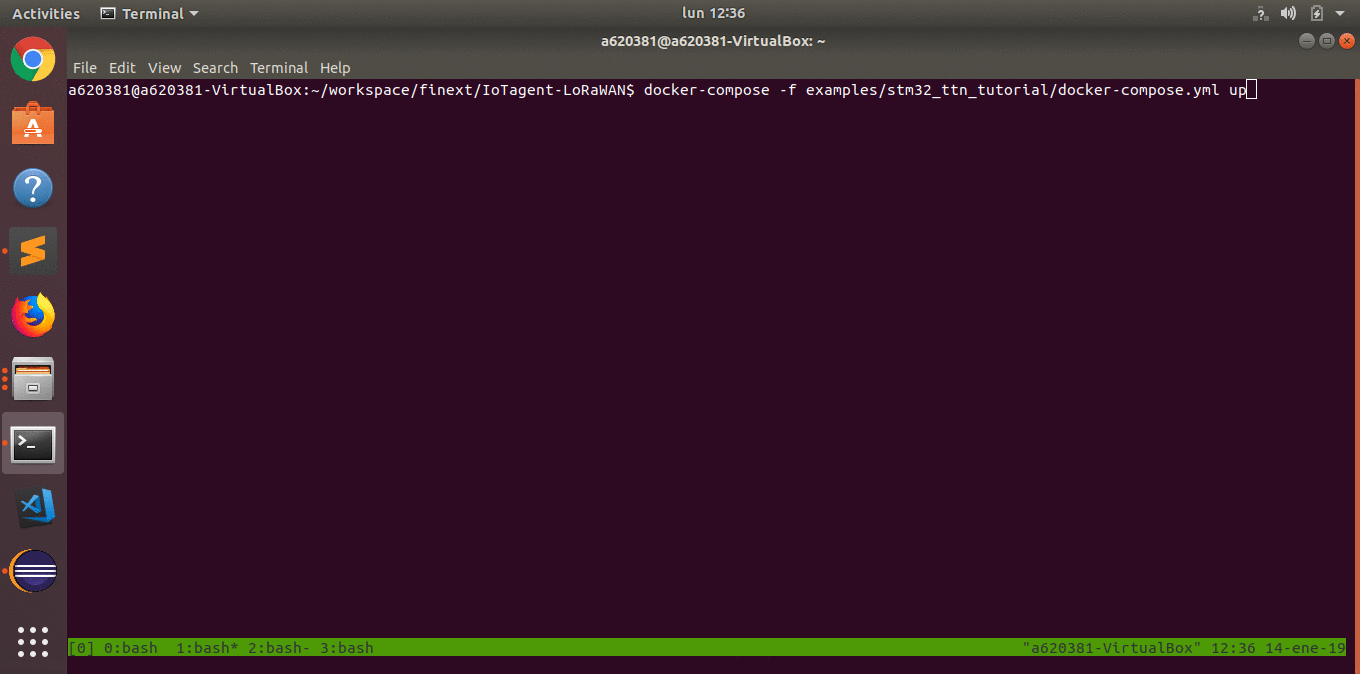 Activities Terminal lun 12:36
a620381@a620381-VirtualBox: ~
File Edit View Search Terminal Help
a620381@a620381-VirtualBox:~/workspace/finext/IoTagent-LoRaWAN$ docker-compose -f examples/stm32_ttn_tutorial/docker-compose.yml up
[0] 0:bash  1:bash* 2:bash- 3:bash "a620381-VirtualBox" 12:36 14-ene-19